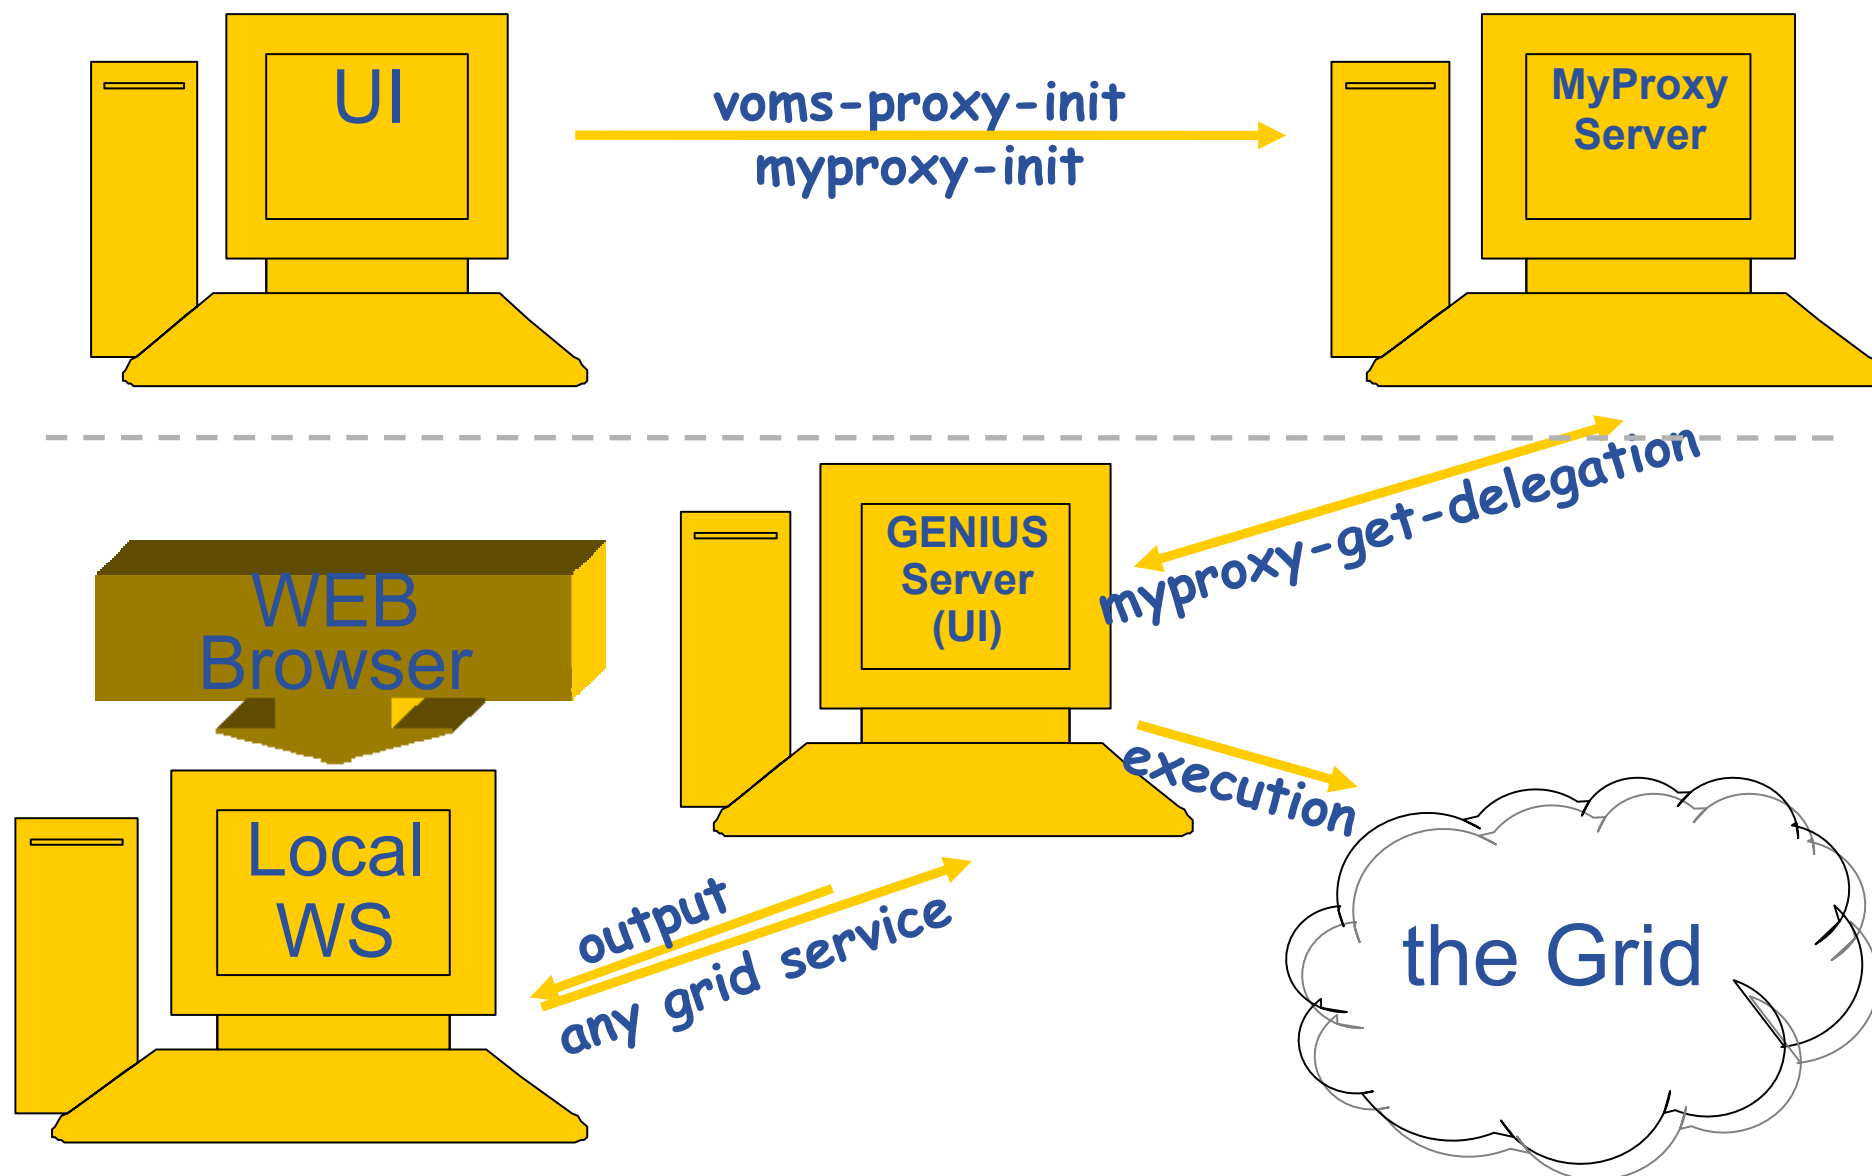 UI
voms-proxy-init
myproxy-init
MyProxy
Server
myproxy-get-delegation
GENIUS
Server
(UI)
WEB
Browser
execution
Local
WS
output
any grid service
the Grid